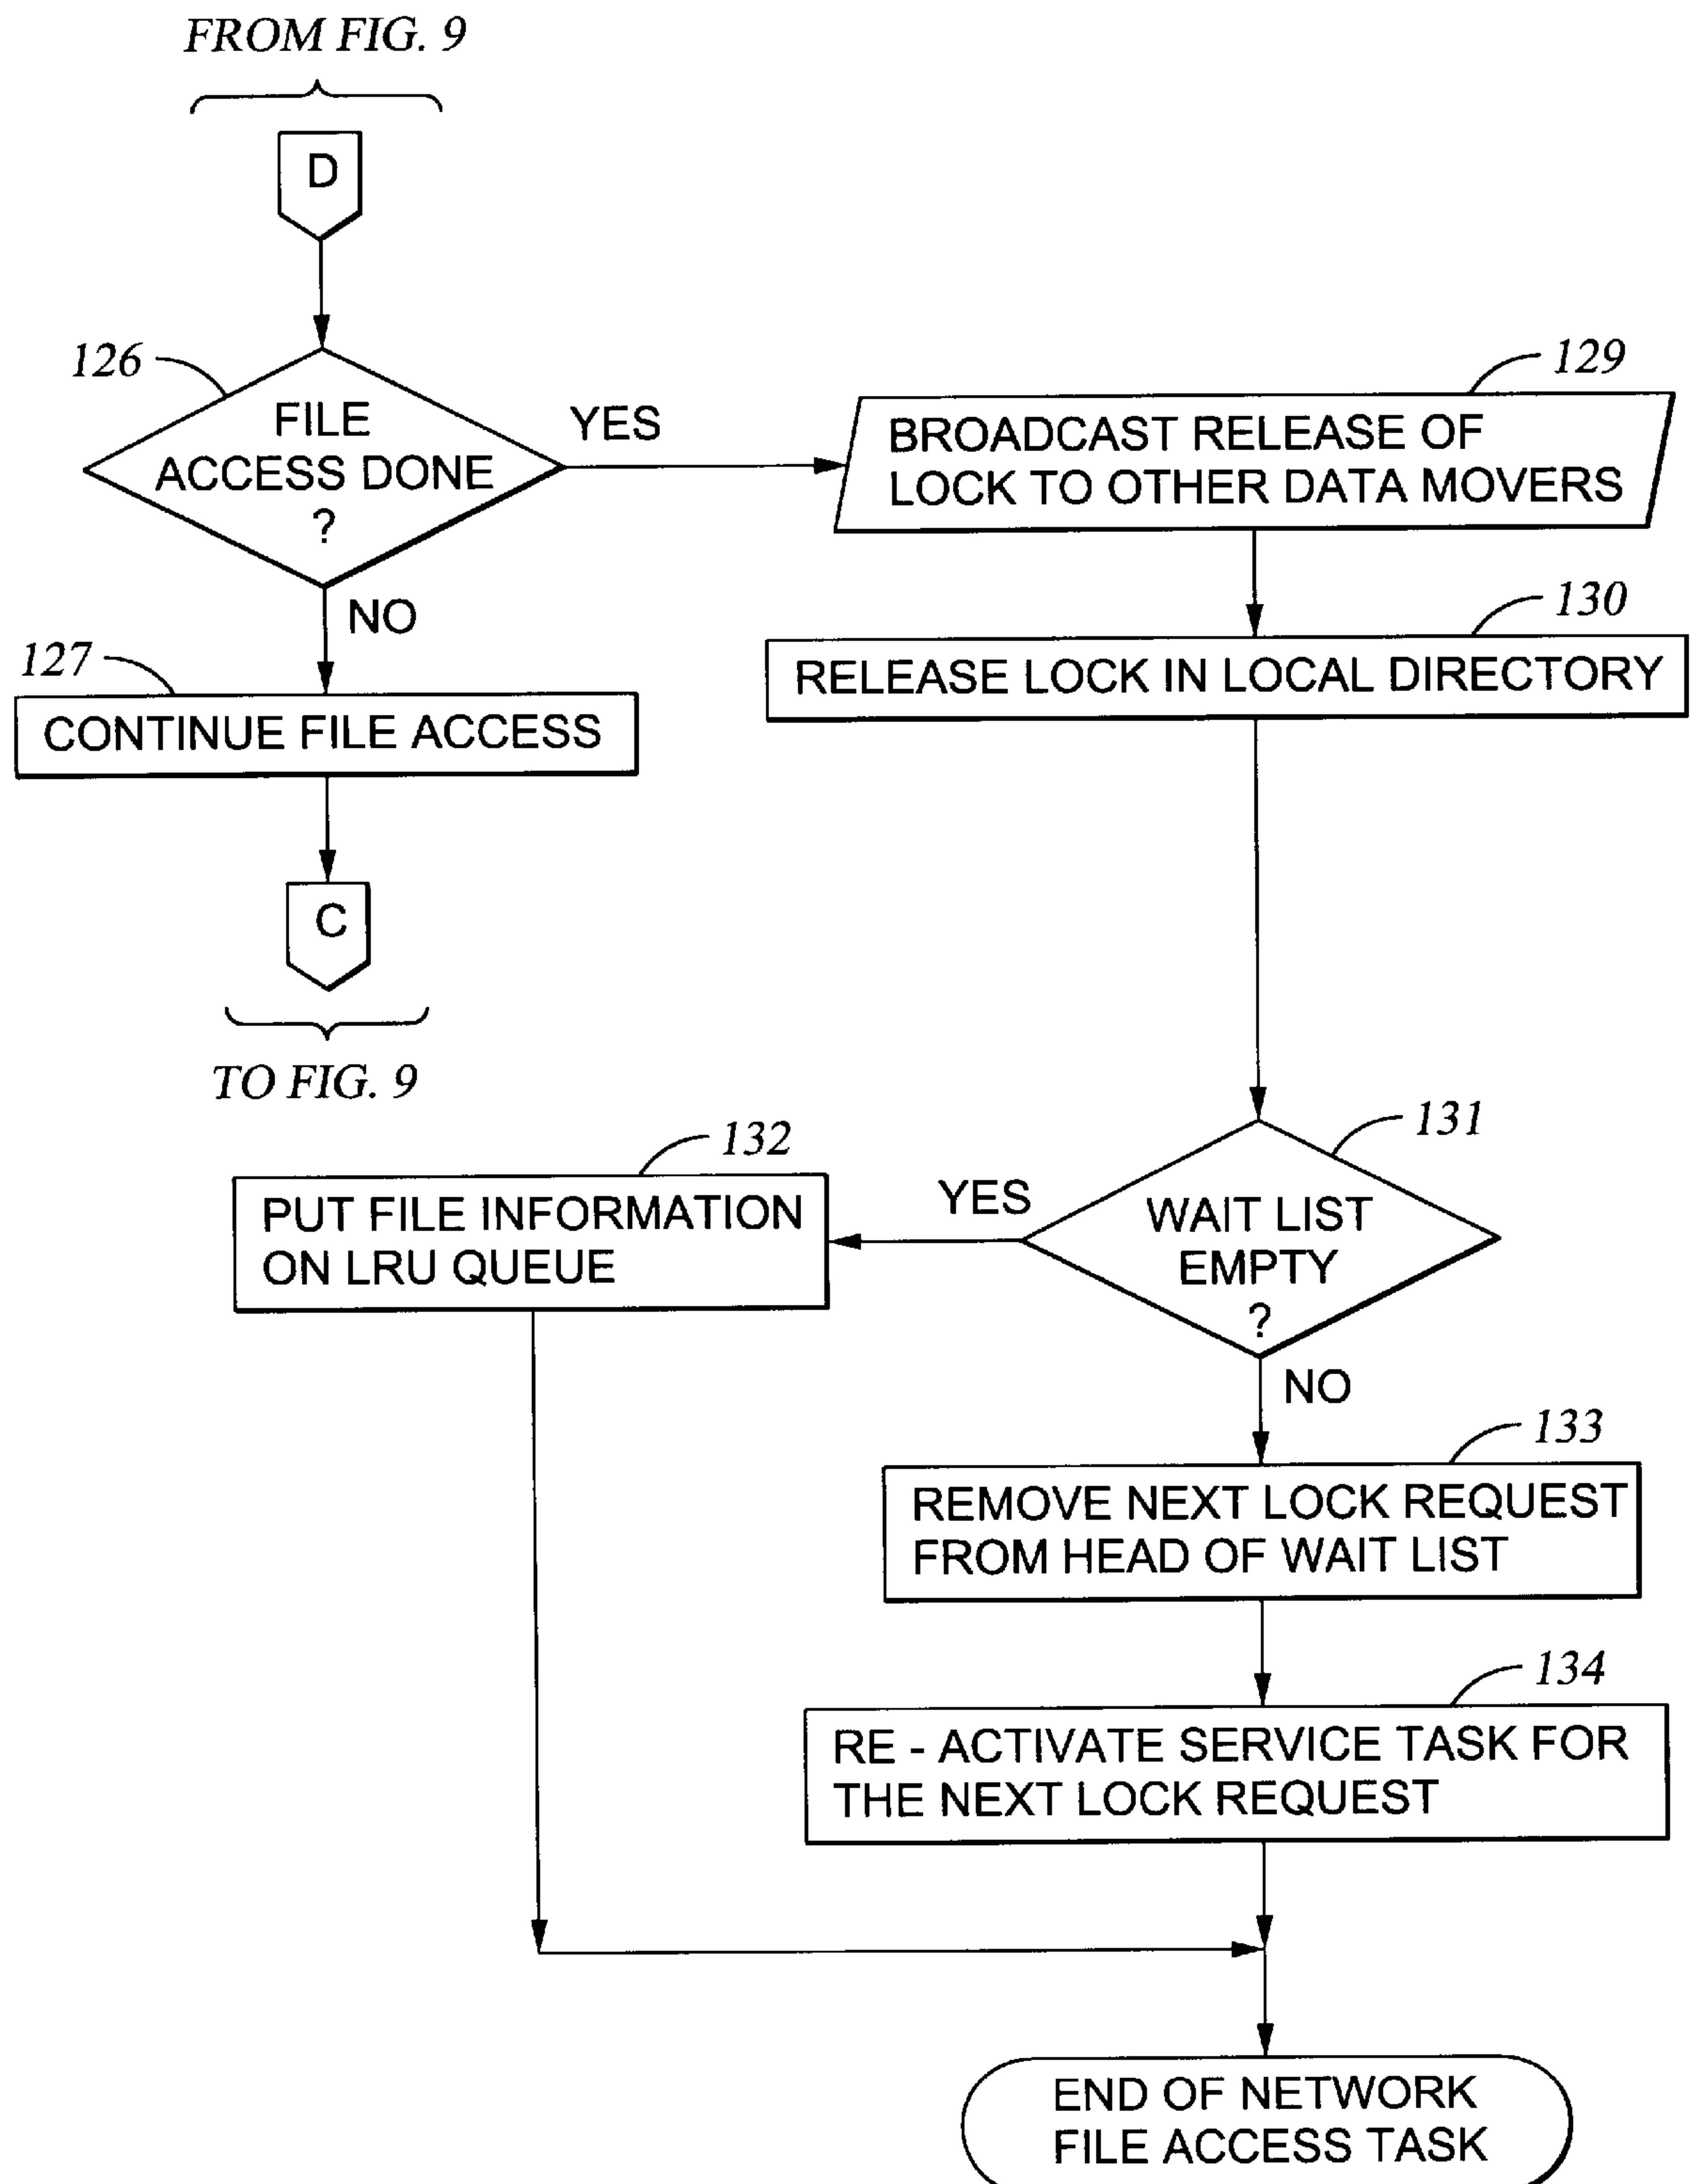 FROM FIG. 9
D
126
FILE
ACCESS DONE
?
YES
NO
129
BROADCAST RELEASE OF
LOCK TO OTHER DATA MOVERS
130
RELEASE LOCK IN LOCAL DIRECTORY
127
CONTINUE FILE ACCESS
C
TO FIG. 9
131
WAIT LIST
EMPTY
?
YES
NO
132
PUT FILE INFORMATION
ON LRU QUEUE
133
REMOVE NEXT LOCK REQUEST
FROM HEAD OF WAIT LIST
134
RE - ACTIVATE SERVICE TASK FOR
THE NEXT LOCK REQUEST
END OF NETWORK
FILE ACCESS TASK